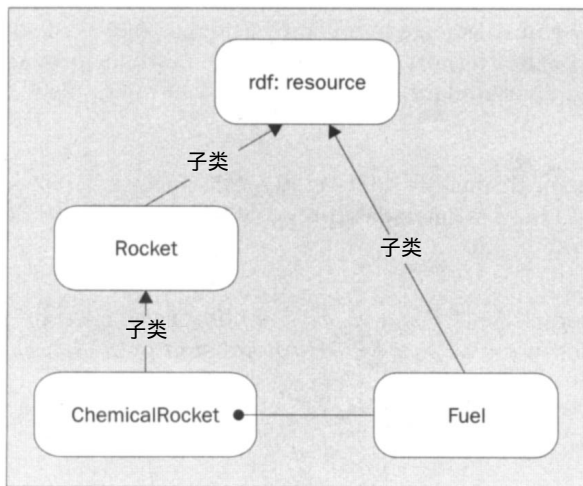 rdf: resource
子类
Rocket
子类
子类
ChemicalRocket
Fuel